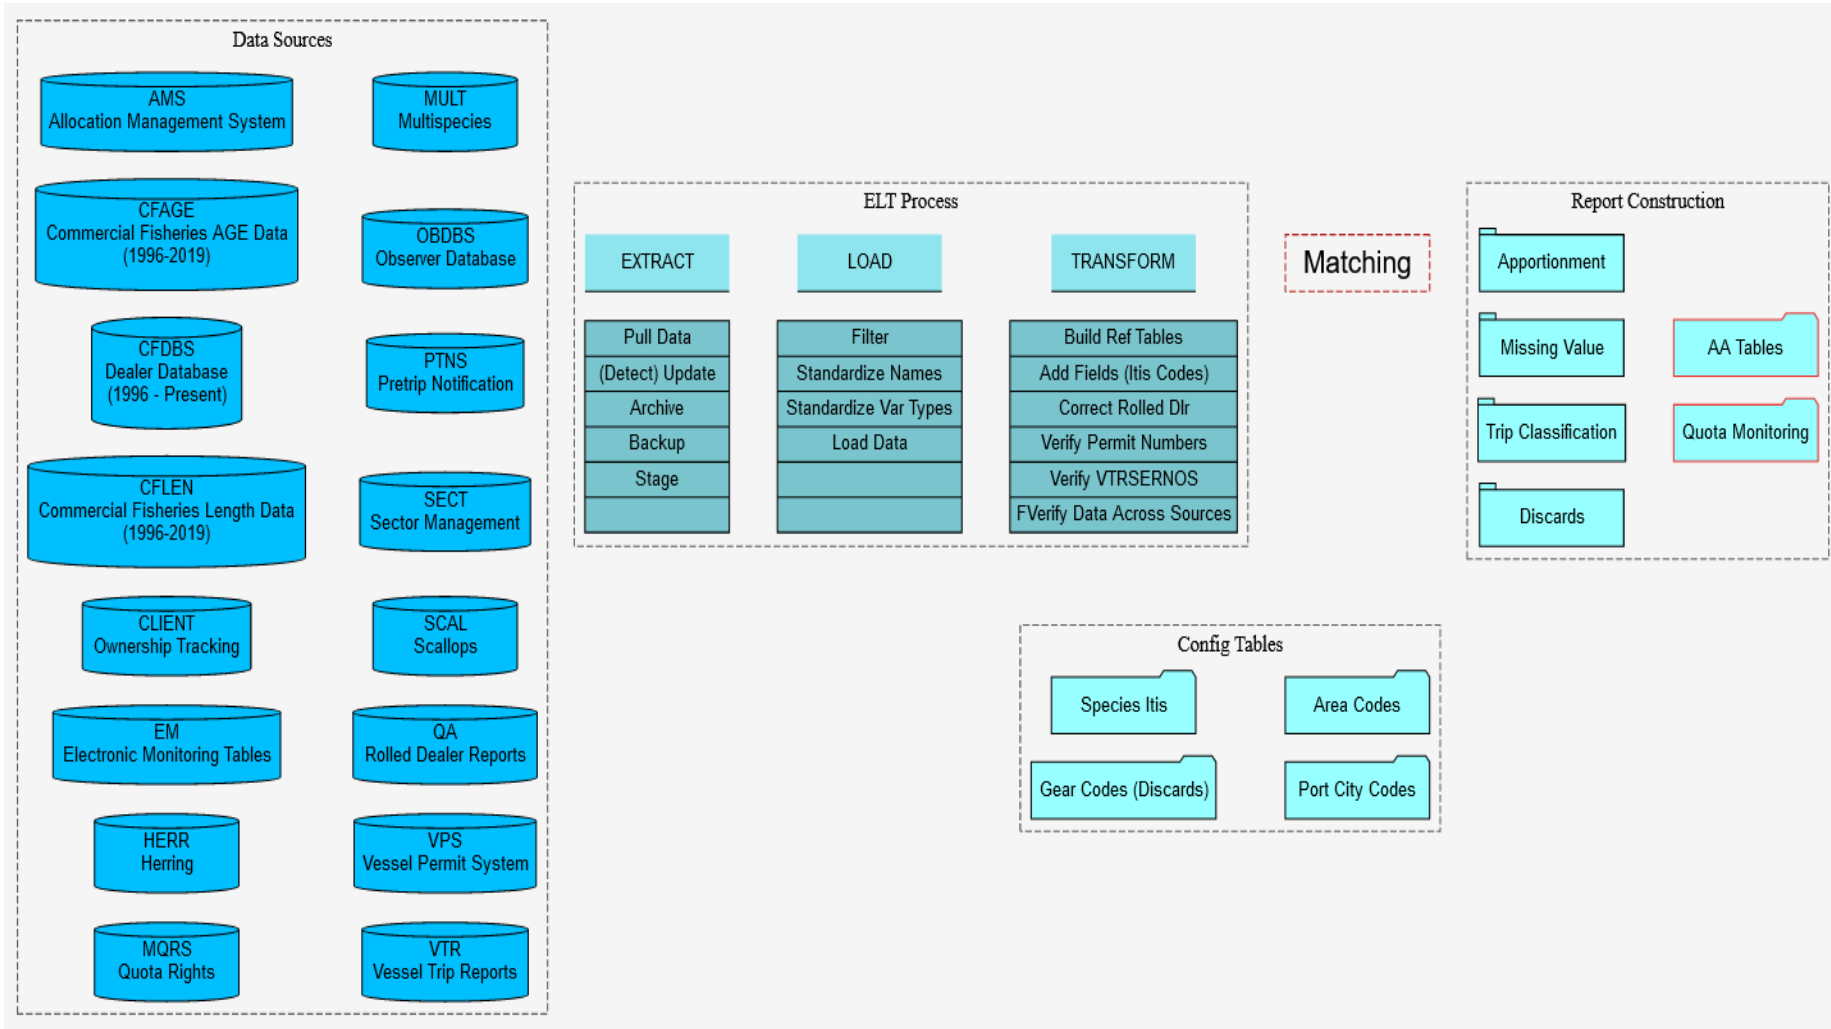 Data Sources
AMS
Allocation Management System
MULT
Multispecies
CFAGE
Commercial Fisheries AGE Data
(1996-2019)
OBDBS
Observer Database
CFDBS
Dealer Database
(1996 - Present)
PTNS
Pretrip Notification
CFLEN
Commercial Fisheries Length Data
(1996-2019)
SECT
Sector Management
CLIENT
Ownership Tracking
SCAL
Scallops
EM
Electronic Monitoring Tables
QA
Rolled Dealer Reports
HERR
Herring
VPS
Vessel Permit System
MQRS
Quota Rights
VTR
Vessel Trip Reports
ELT Process
EXTRACT
Pull Data
(Detect) Update
Archive
Backup
Stage
LOAD
Filter
Standardize Names
Standardize Var Types
Load Data
TRANSFORM
Build Ref Tables
Add Fields (Itis Codes)
Correct Rolled Dlr
Verify Permit Numbers
Verify VTRSERNOS
FVerify Data Across Sources
Matching
Report Construction
Apportionment
Missing Value
AA Tables
Trip Classification
Quota Monitoring
Discards
Config Tables
Species Itis
Area Codes
Gear Codes (Discards)
Port City Codes